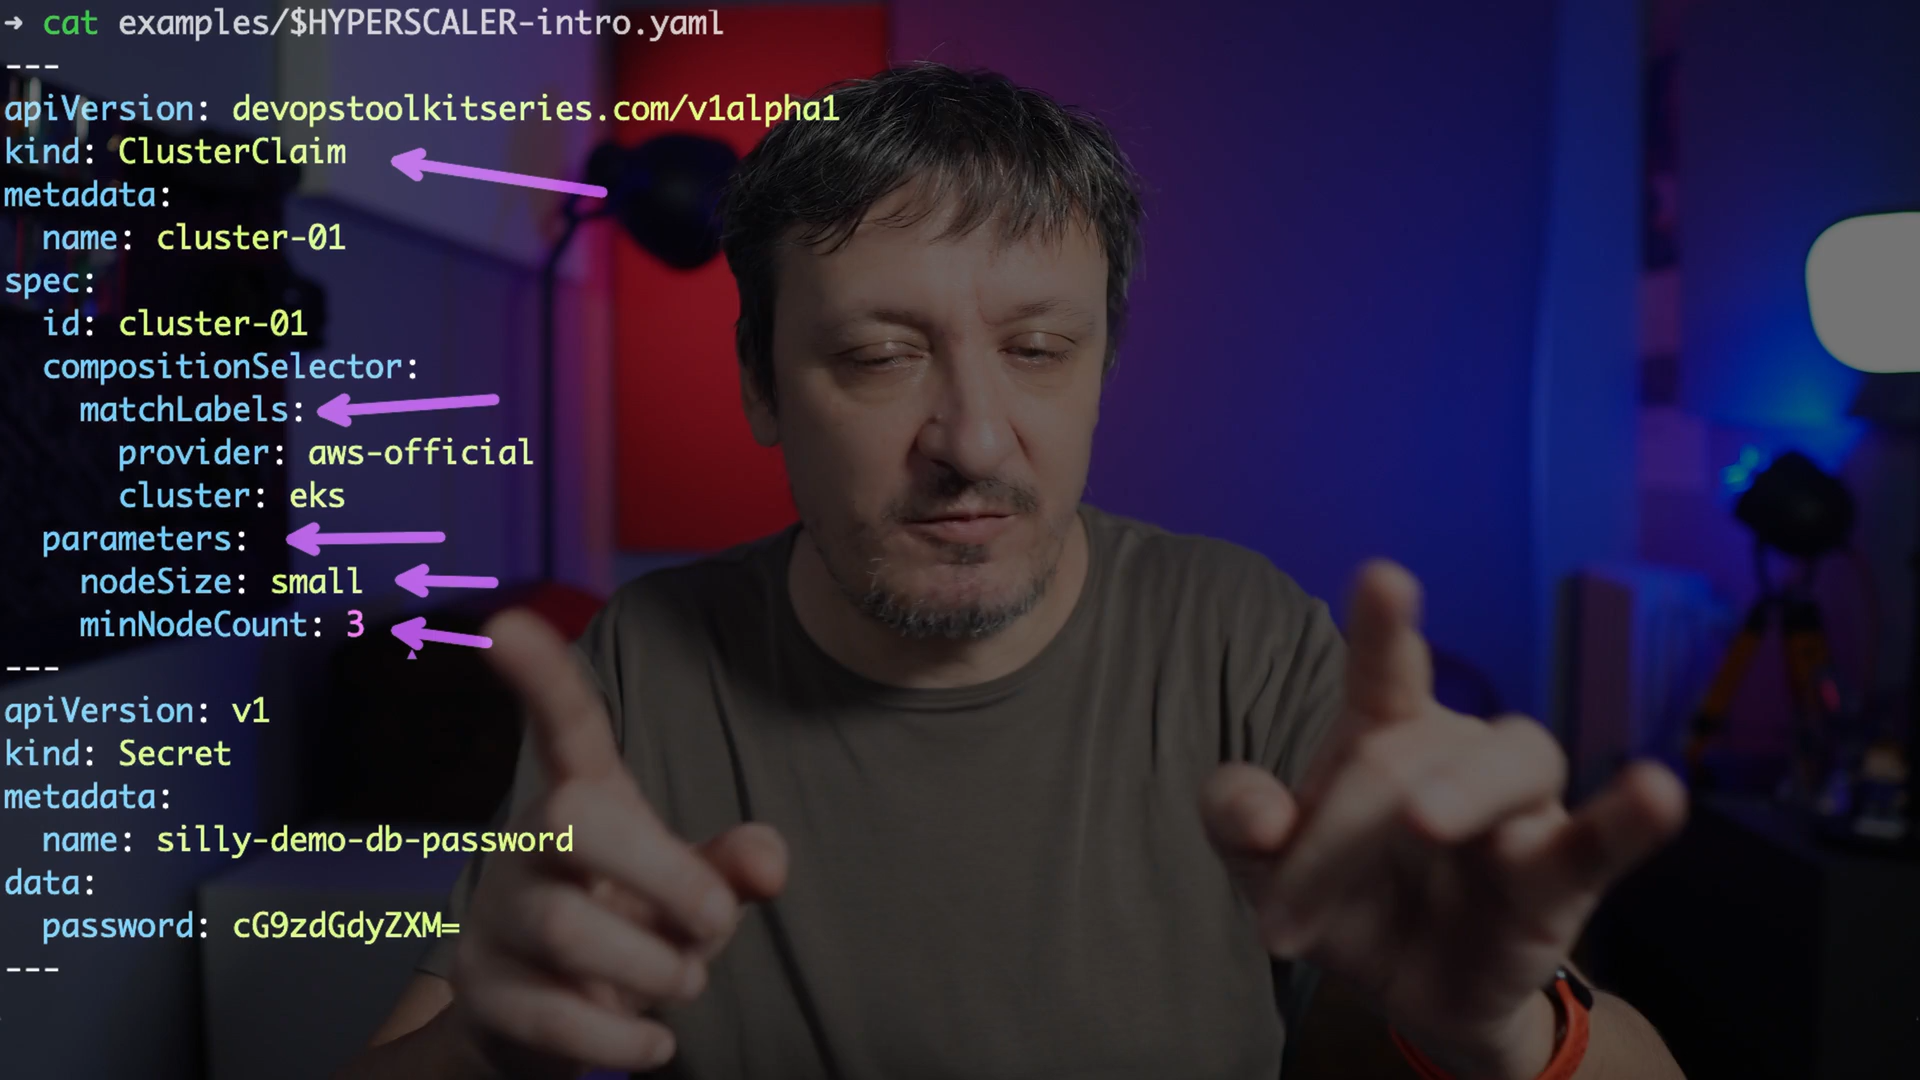 ➜ cat examples/$HYPERSCALER-intro.yaml
---
apiVersion: devopstoolkitseries.com/v1alpha1
kind: ClusterClaim
metadata:
  name: cluster-01
spec:
  id: cluster-01
  compositionSelector:
    matchLabels:
      provider: aws-official
      cluster: eks
  parameters:
    nodeSize: small
    minNodeCount: 3
---
apiVersion: v1
kind: Secret
metadata:
  name: silly-demo-db-password
data:
  password: cG9zdGdyZXM=
---